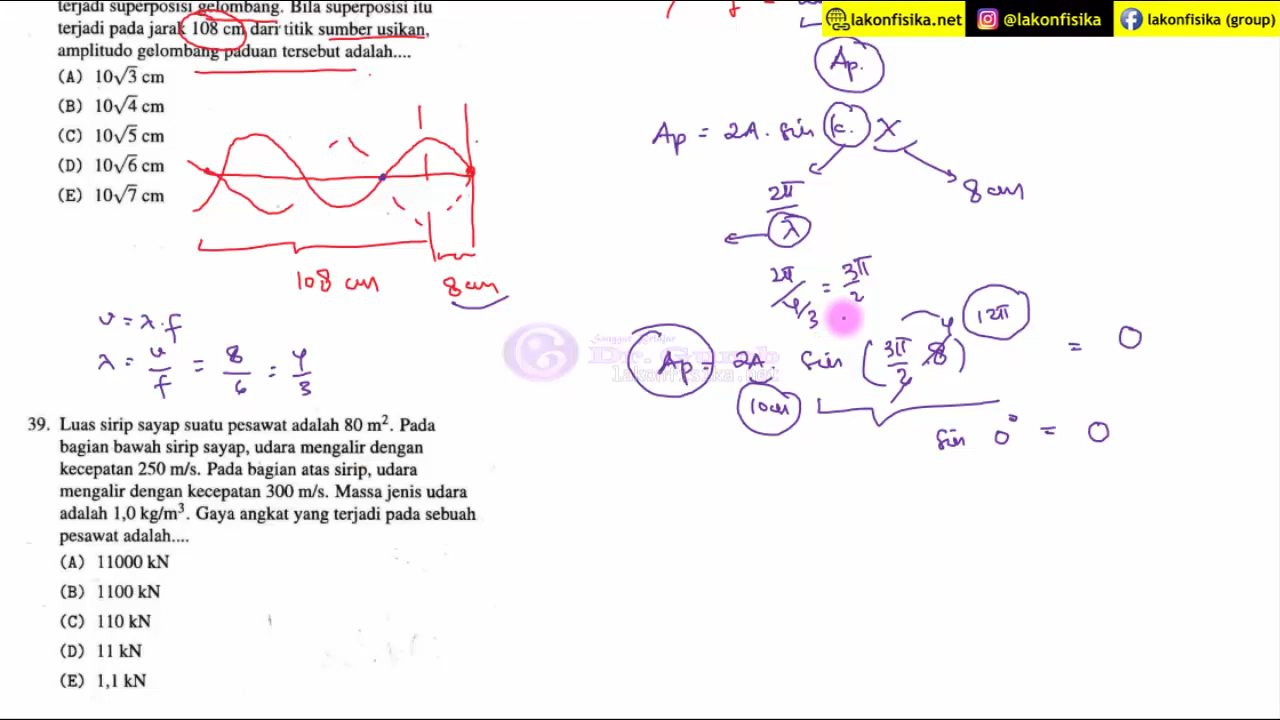 terjadi superposisi gelombang. Bila superposisi itu
terjadi pada jarak 108 cm dari titik sumber usikan,
amplitudo gelombang paduan tersebut adalah....
(A) 10√3 cm
(B) 10√4 cm
(C) 10√5 cm
(D) 10√6 cm
(E) 10√7 cm
108 cm
8 cm
v = λ.f
λ = v/f = 8/6 = 4/3
39. Luas sirip sayap suatu pesawat adalah 80 m². Pada
bagian bawah sirip sayap, udara mengalir dengan
kecepatan 250 m/s. Pada bagian atas sirip, udara
mengalir dengan kecepatan 300 m/s. Massa jenis udara
adalah 1,0 kg/m³. Gaya angkat yang terjadi pada sebuah
pesawat adalah....
(A) 11000 kN
(B) 1100 kN
(C) 110 kN
(D) 11 kN
(E) 1,1 kN
lakonfisika.net
@lakonfisika
lakonfisika (group)
Ap.
Ap = 2A. sin k. X
2π/λ
8 cm
2π/4/3 = 3π/2
Ap = 2A. sin (3π/2 .8) = 0
4
12π
10cm
sin 0° = 0
Sanggar Belajar
lakonfisika.net